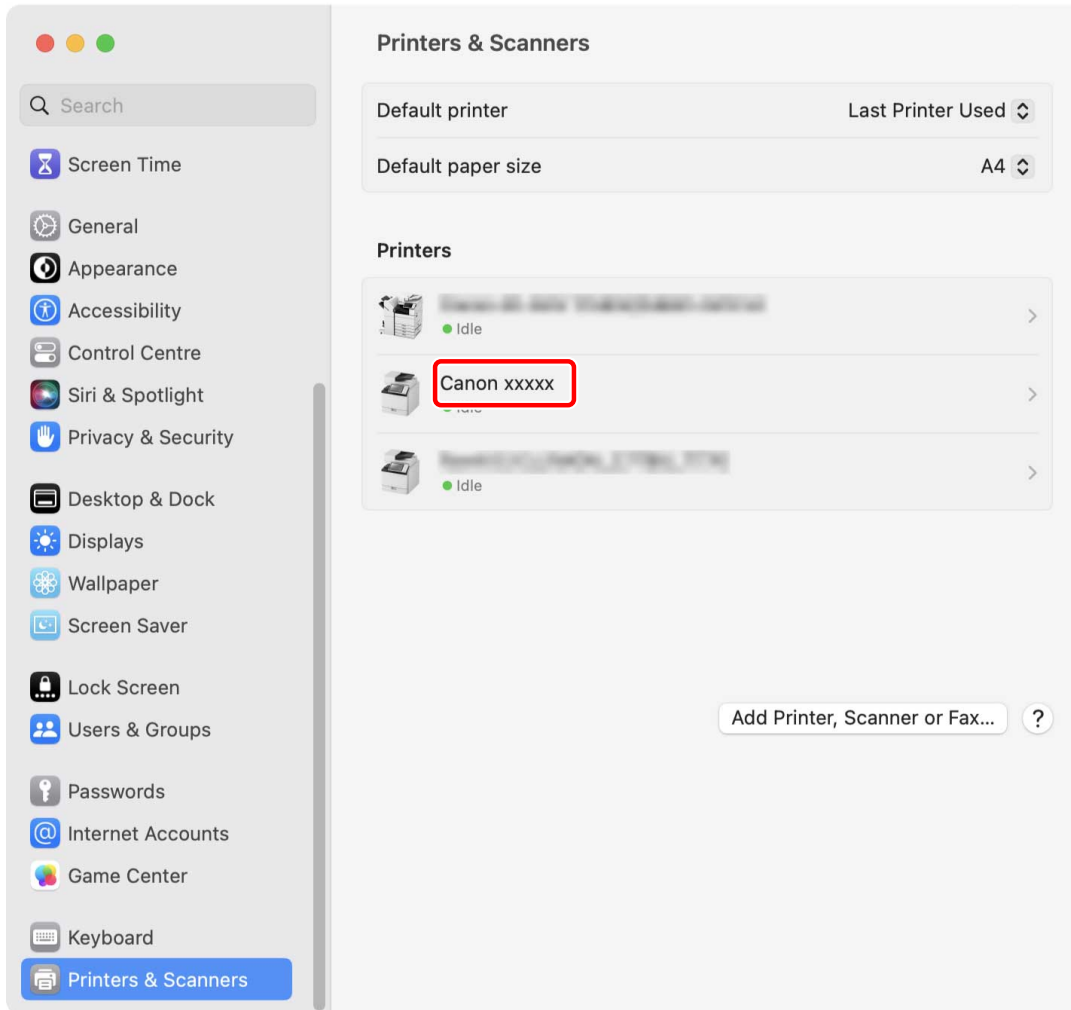 Search
Screen Time
General
Appearance
Accessibility
Control Centre
Siri & Spotlight
Privacy & Security
Desktop & Dock
Displays
Wallpaper
Screen Saver
Lock Screen
Users & Groups
Passwords
Internet Accounts
Game Center
Keyboard
Printers & Scanners
Printers & Scanners
Default printer Last Printer Used
Default paper size A4
Printers
Idle
Canon xxxxx
Idle
Add Printer, Scanner or Fax... ?